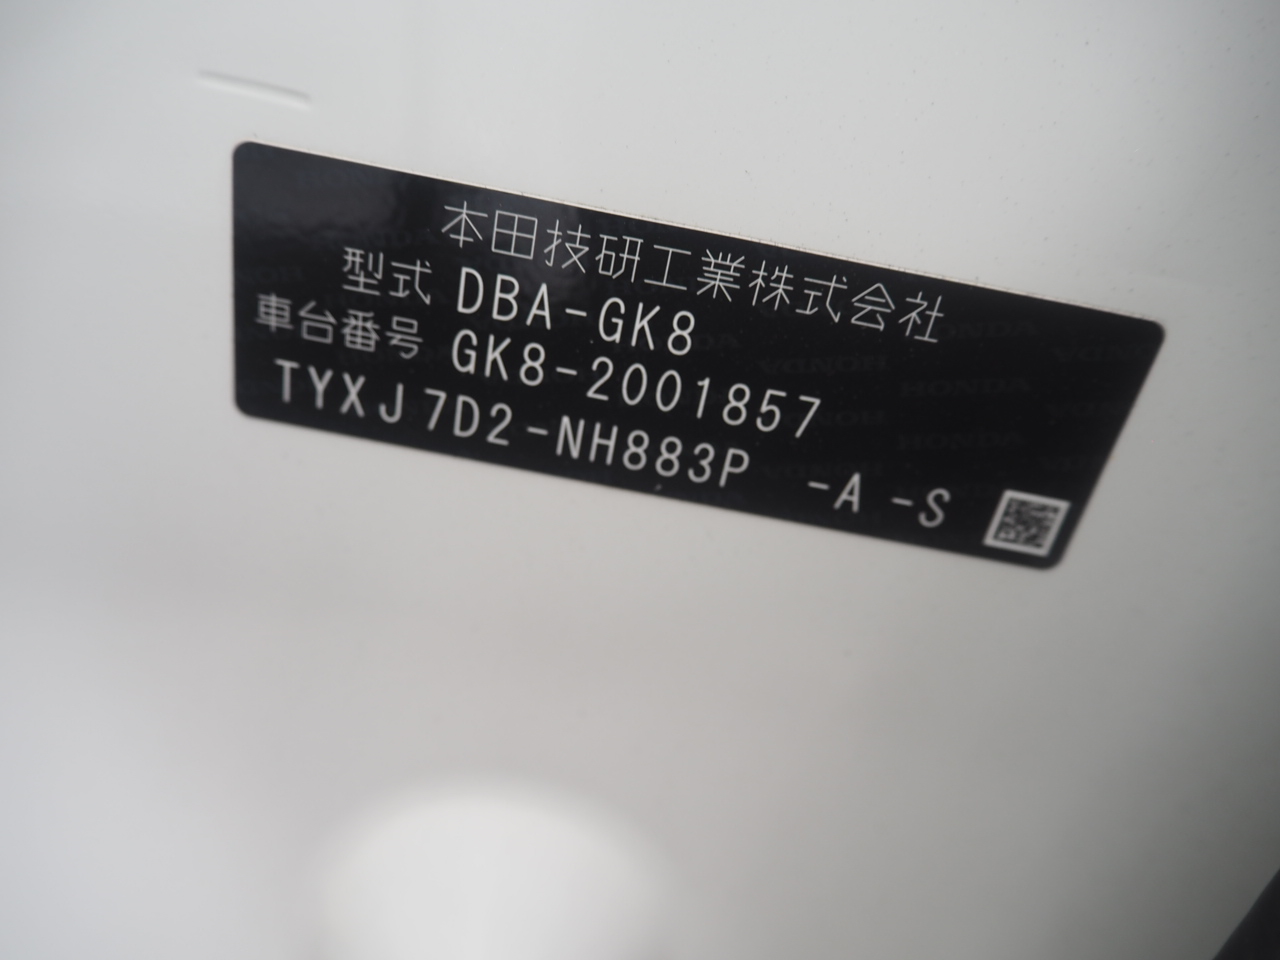 本田技研工業株式会社
型式 DBA-GK8
車台番号 GK8-2001857
TYXJ7D2-NH883P -A -S